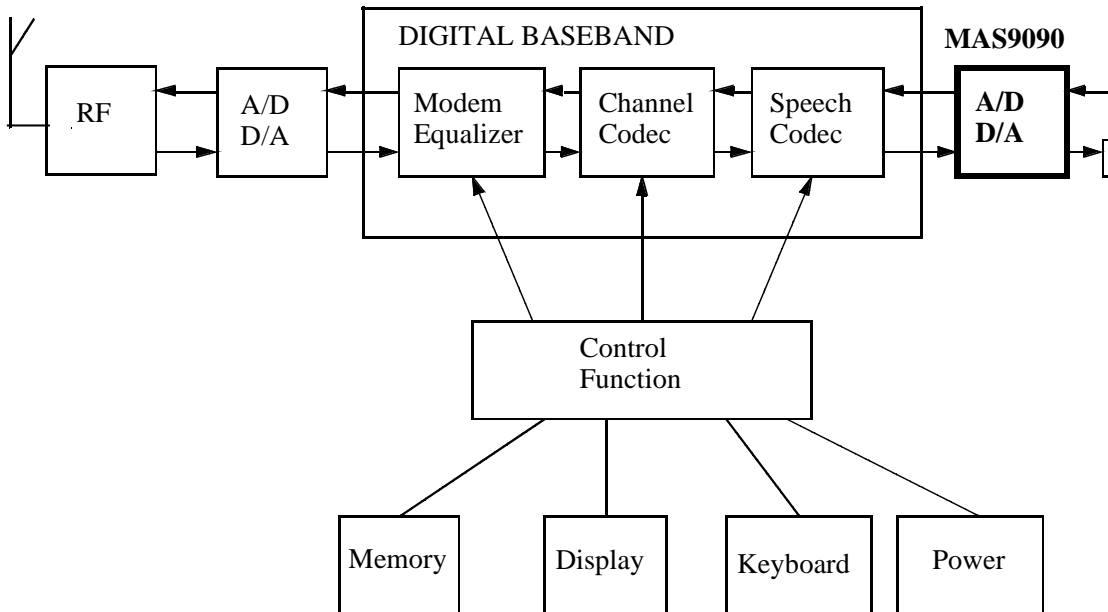 DIGITAL BASEBAND
MAS9090
RF
A/D
D/A
Modem
Equalizer
Channel
Codec
Speech
Codec
A/D
D/A
Control
Function
Memory
Display
Keyboard
Power